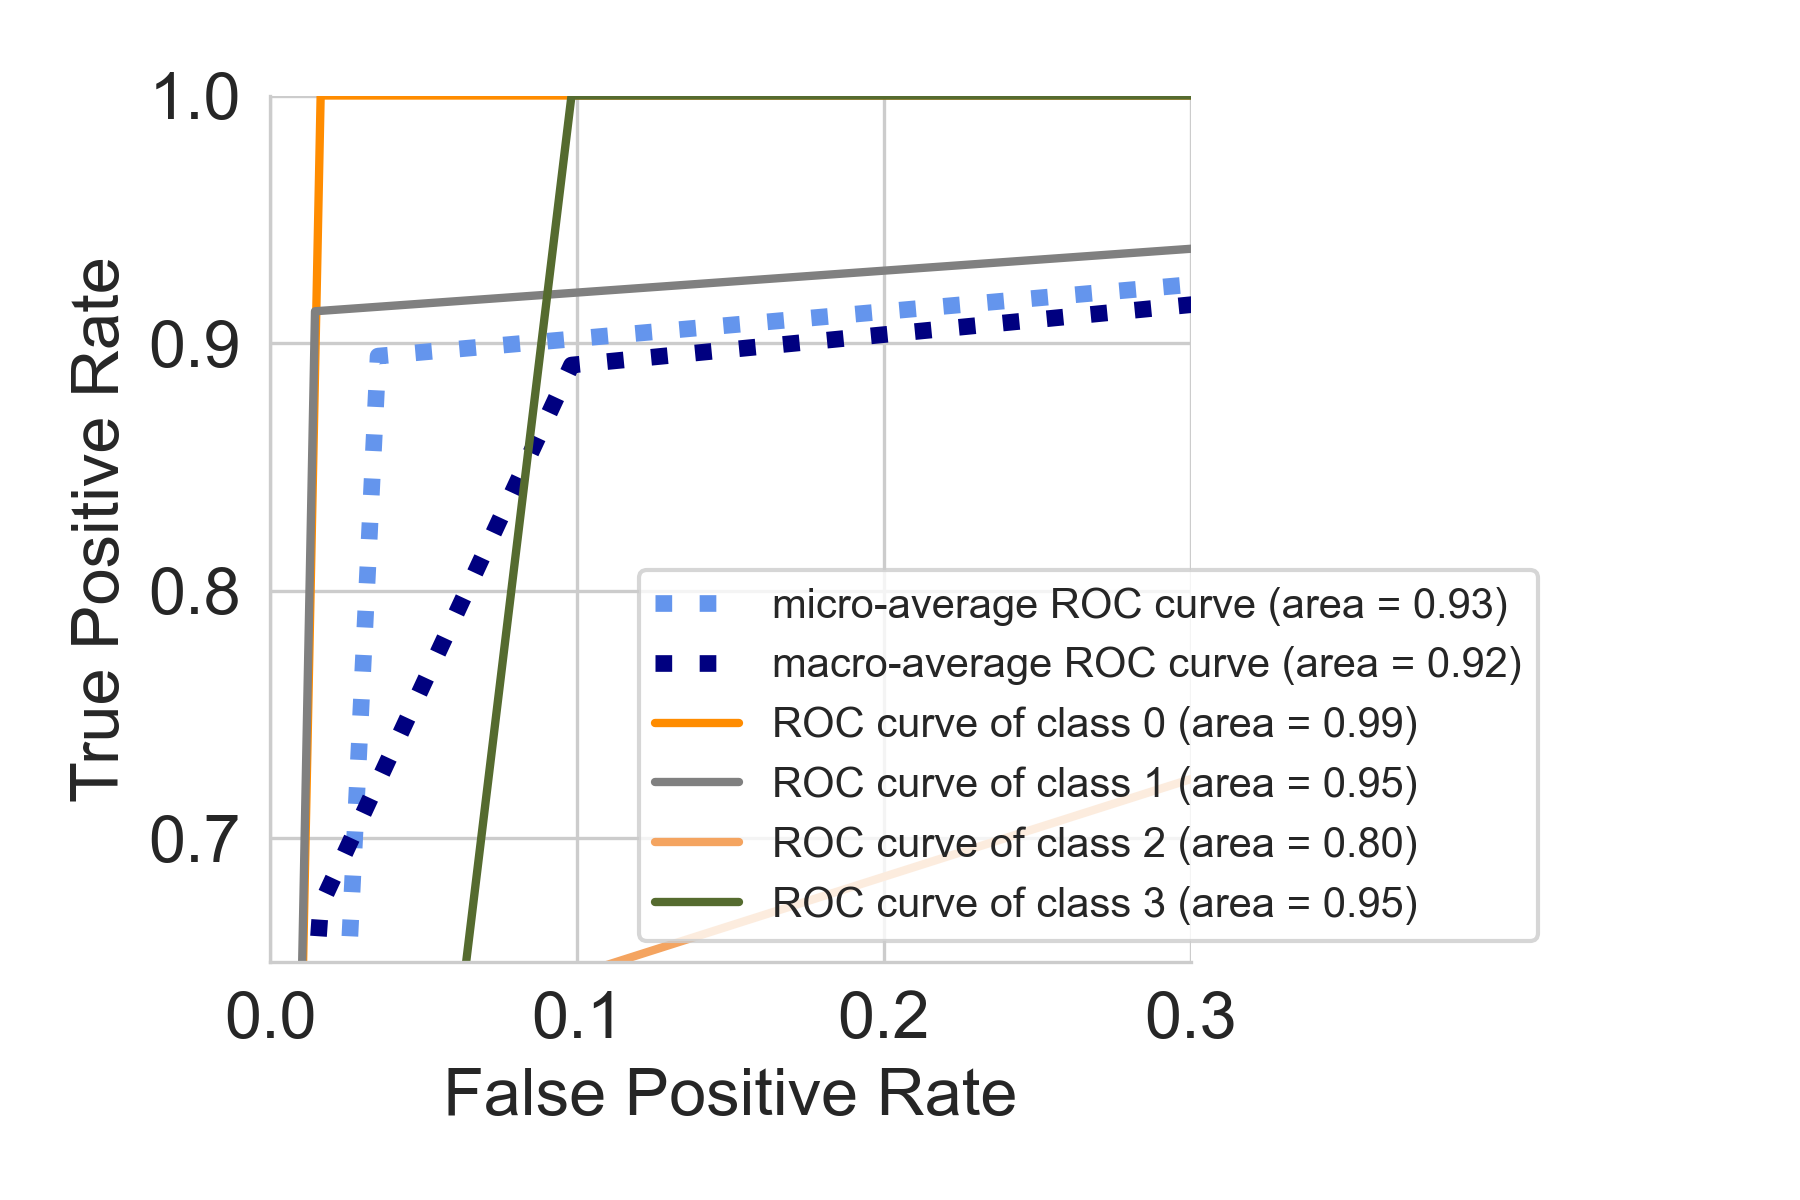 True Positive Rate
1.0
0.9
0.8
0.7
micro-average ROC curve (area = 0.93)
macro-average ROC curve (area = 0.92)
ROC curve of class 0 (area = 0.99)
ROC curve of class 1 (area = 0.95)
ROC curve of class 2 (area = 0.80)
ROC curve of class 3 (area = 0.95)
0.0 0.1 0.2 0.3
False Positive Rate